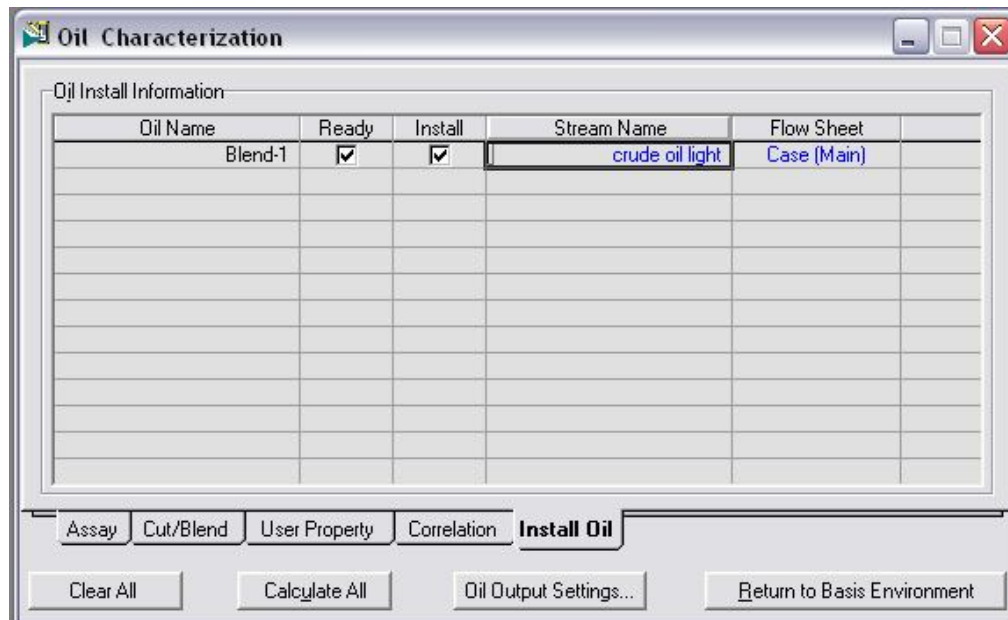 Oil Characterization
Oil Install Information
Oil Name Ready Install Stream Name Flow Sheet
Blend-1 crude oil light Case (Main)
Assay Cut/Blend User Property Correlation Install Oil
Clear All Calculate All Oil Output Settings... Return to Basis Environment